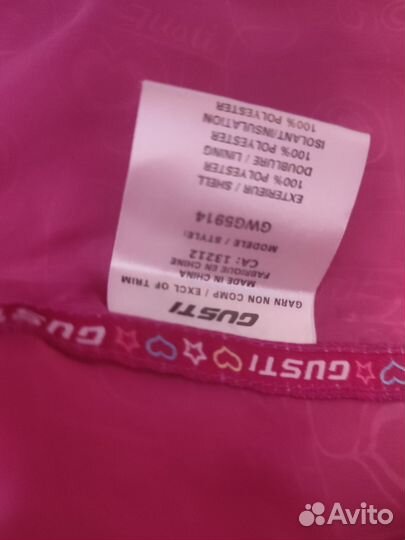 GUSTI
GARN NON COMP / EXCL OF TRIM
MADE IN CHINA
FABRIQUE EN CHINE
CA: 13212
MODELE / STYLE:
GWG5914
EXTERIEUR / SHELL
100% POLYESTER
DOUBLURE / LINING
100% POLYESTER
ISOLANT/INSULATION
100% POLYESTER
GUSTI
GUSTI
Avito